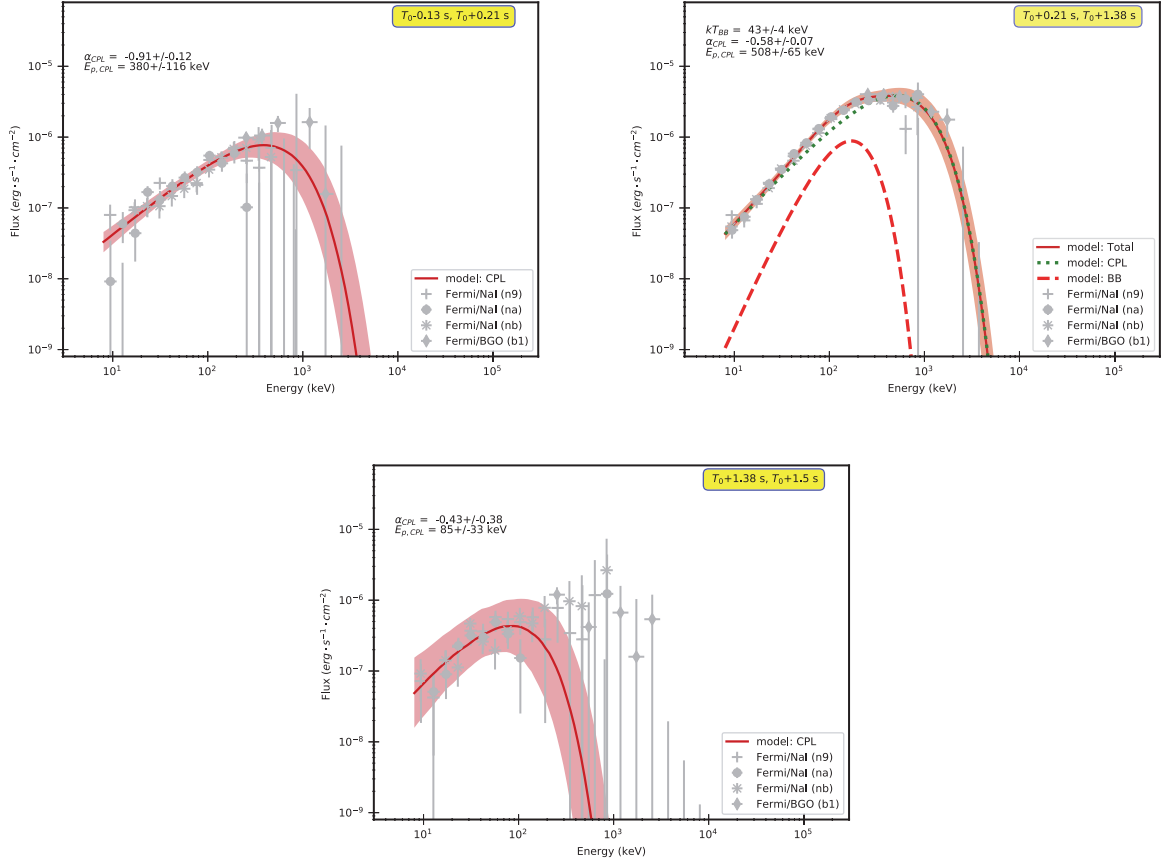 T₀-0.13 s, T₀+0.21 s
α_CPL = -0.91+/-0.12
E_p,CPL = 380+/-116 keV
10⁻⁵
10⁻⁶
10⁻⁷
10⁻⁸
10⁻⁹
Flux (erg・s⁻¹・cm⁻²)
model: CPL
Fermi/NaI (n9)
Fermi/NaI (na)
Fermi/NaI (nb)
Fermi/BGO (b1)
10¹ 10² 10³ 10⁴ 10⁵
Energy (keV)
T₀+0.21 s, T₀+1.38 s
kT_BB = 43+/-4 keV
α_CPL = -0.58+/-0.07
E_p,CPL = 508+/-65 keV
10⁻⁵
10⁻⁶
10⁻⁷
10⁻⁸
10⁻⁹
Flux (erg・s⁻¹・cm⁻²)
model: Total
model: CPL
model: BB
Fermi/NaI (n9)
Fermi/NaI (na)
Fermi/NaI (nb)
Fermi/BGO (b1)
10¹ 10² 10³ 10⁴ 10⁵
Energy (keV)
T₀+1.38 s, T₀+1.5 s
α_CPL = -0.43+/-0.38
E_p,CPL = 85+/-33 keV
10⁻⁵
10⁻⁶
10⁻⁷
10⁻⁸
10⁻⁹
Flux (erg・s⁻¹・cm⁻²)
model: CPL
Fermi/NaI (n9)
Fermi/NaI (na)
Fermi/NaI (nb)
Fermi/BGO (b1)
10¹ 10² 10³ 10⁴ 10⁵
Energy (keV)